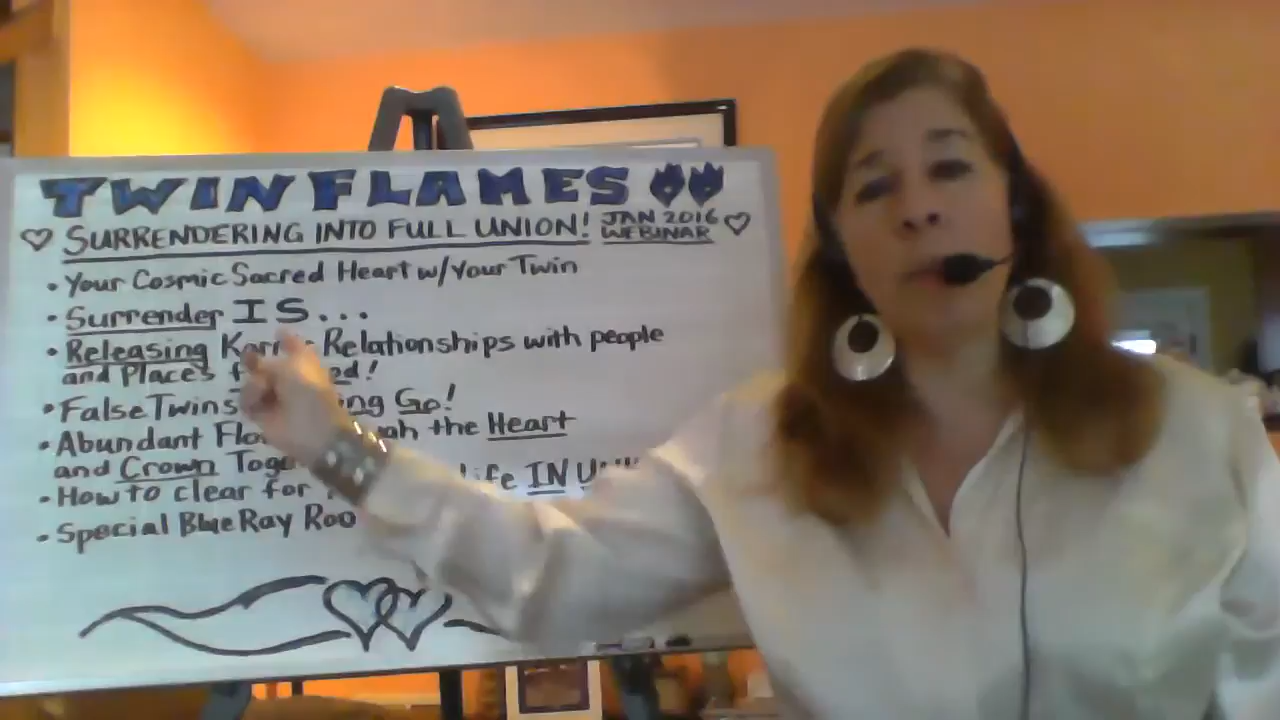 TWIN FLAMES
SURRENDERING INTO FULL UNION! JAN 2016 WEBINAR
• Your Cosmic Sacred Heart w/Your Twin
• Surrender IS...
• Releasing Relationships with people
and Places
• False Twins Go!
• Abundant the Heart
and Crown IN
• How to clear for
• Special Blue Ray